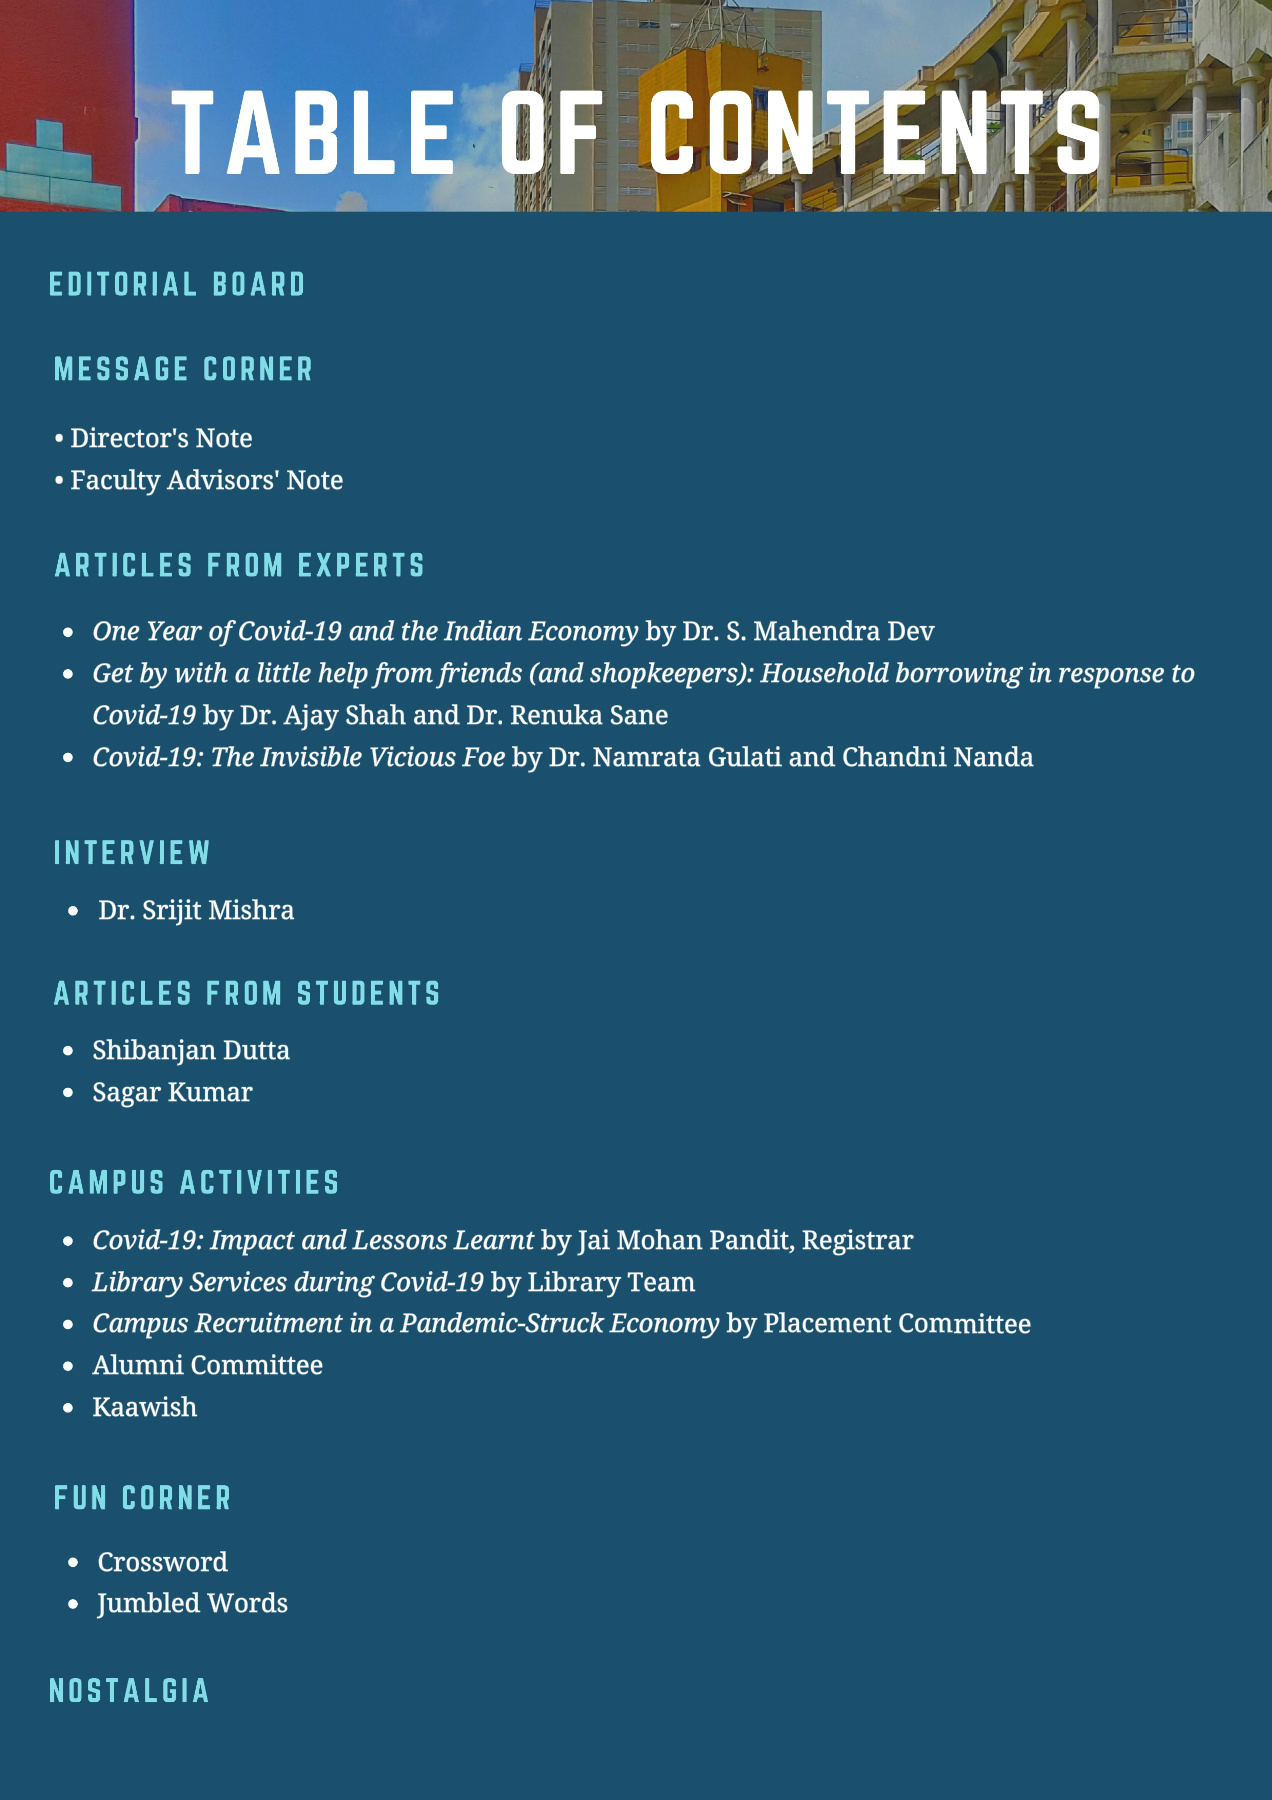 TABLE OF CONTENTS
EDITORIAL BOARD
MESSAGE CORNER
• Director's Note
• Faculty Advisors' Note
ARTICLES FROM EXPERTS
• One Year of Covid-19 and the Indian Economy by Dr. S. Mahendra Dev
• Get by with a little help from friends (and shopkeepers): Household borrowing in response to
Covid-19 by Dr. Ajay Shah and Dr. Renuka Sane
• Covid-19: The Invisible Vicious Foe by Dr. Namrata Gulati and Chandni Nanda
INTERVIEW
• Dr. Srijit Mishra
ARTICLES FROM STUDENTS
• Shibanjan Dutta
• Sagar Kumar
CAMPUS ACTIVITIES
• Covid-19: Impact and Lessons Learnt by Jai Mohan Pandit, Registrar
• Library Services during Covid-19 by Library Team
• Campus Recruitment in a Pandemic-Struck Economy by Placement Committee
• Alumni Committee
• Kaawish
FUN CORNER
• Crossword
• Jumbled Words
NOSTALGIA